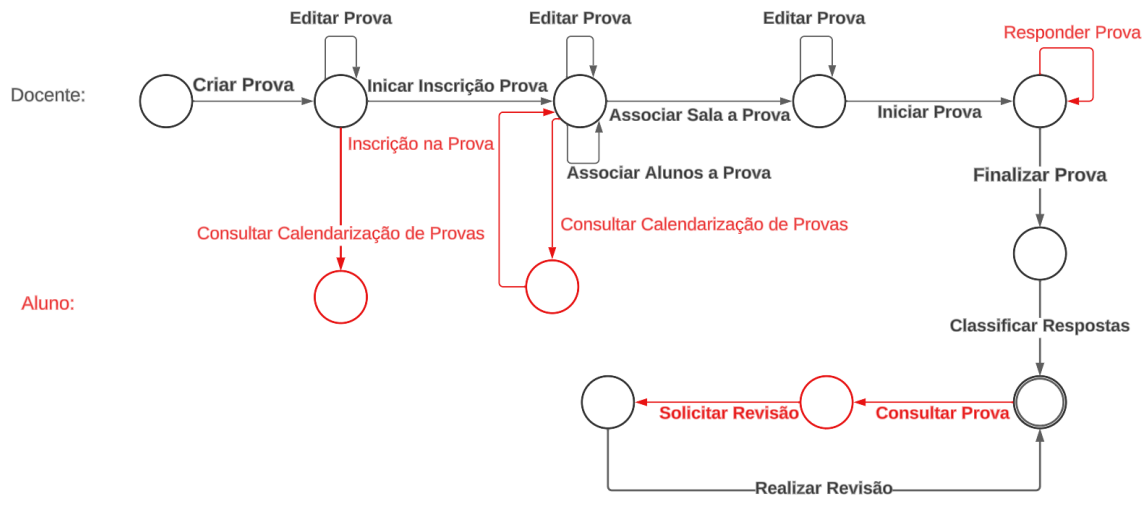 Editar Prova
Editar Prova
Editar Prova
Responder Prova
Docente:
Criar Prova
Inicar Inscrição Prova
Associar Sala a Prova
Iniciar Prova
Inscrição na Prova
Associar Alunos a Prova
Finalizar Prova
Consultar Calendarização de Provas
Consultar Calendarização de Provas
Aluno:
Classificar Respostas
Solicitar Revisão
Consultar Prova
Realizar Revisão